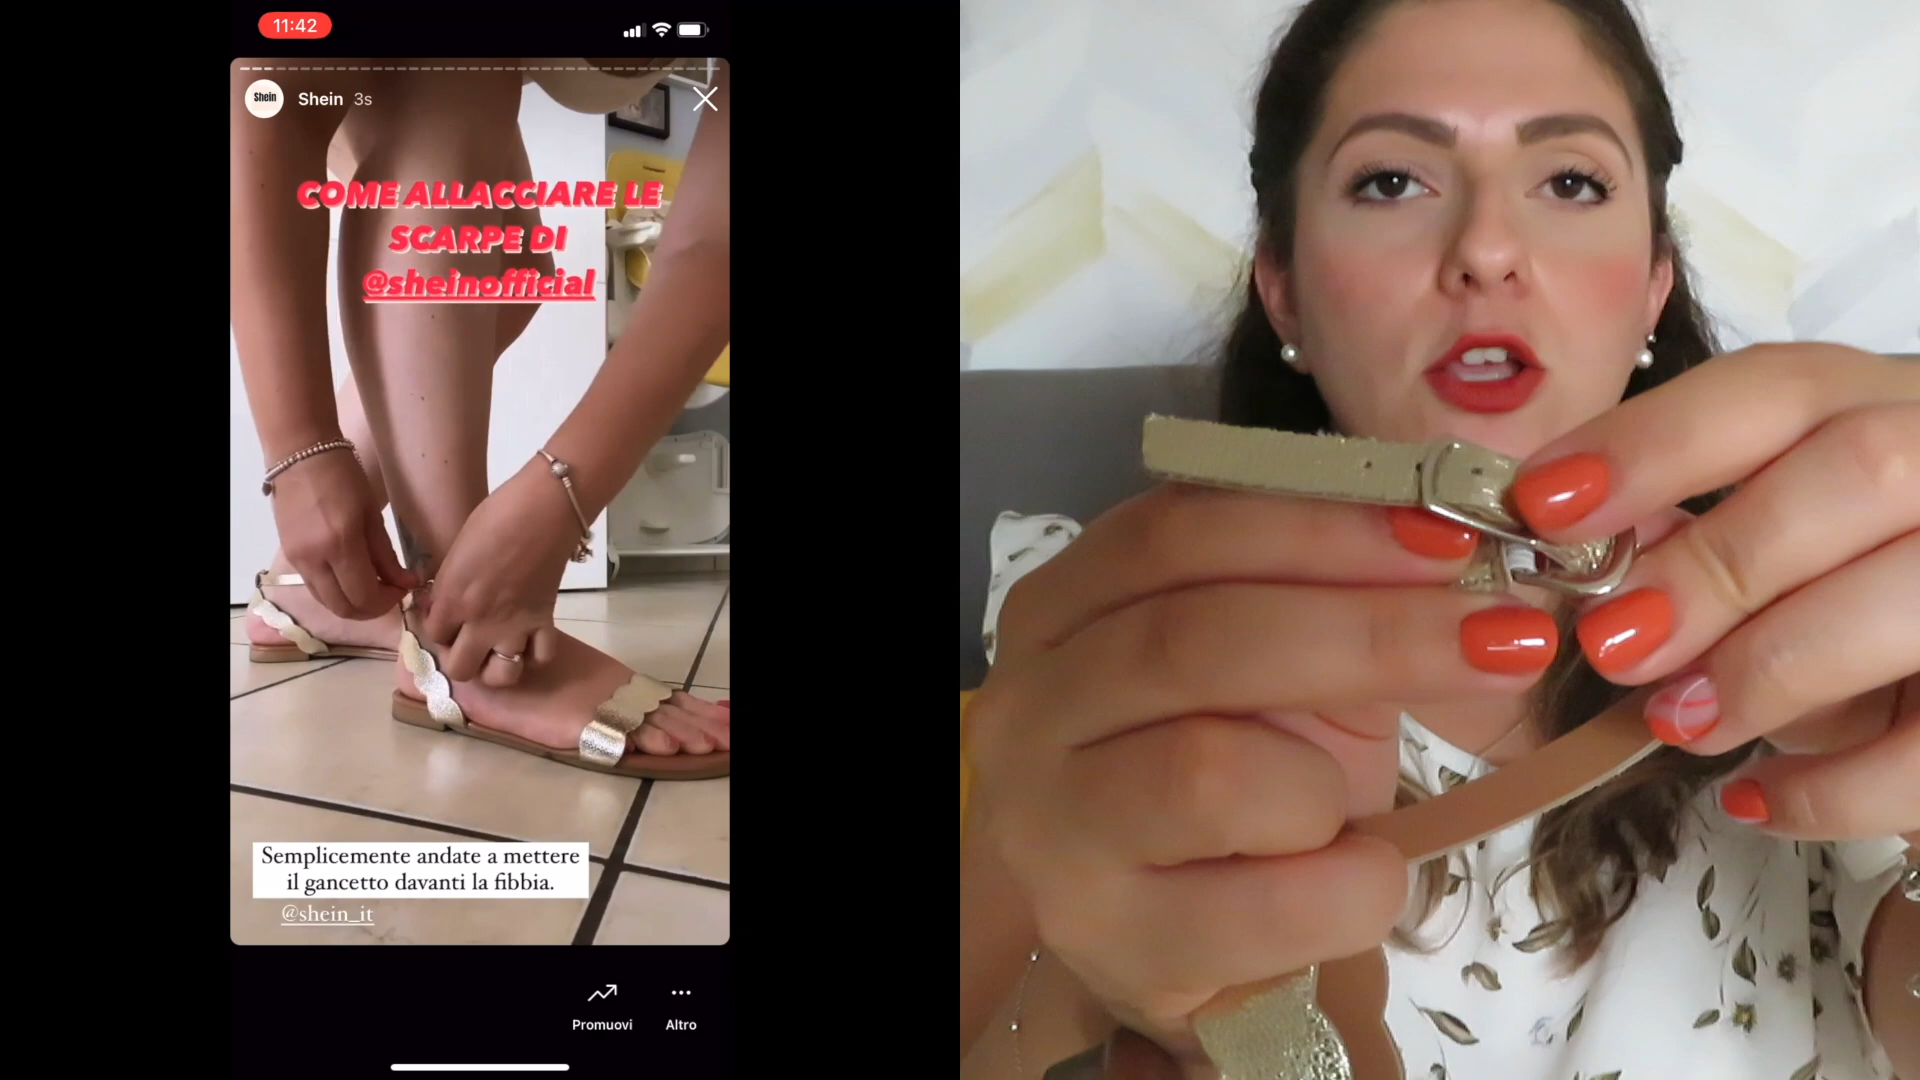 11:42
Shein
Shein 3s
COME ALLACCIARE LE
SCARPE DI
@sheinofficial
Semplicemente andate a mettere
il gancetto davanti la fibbia.
@shein_it
Promuovi
Altro